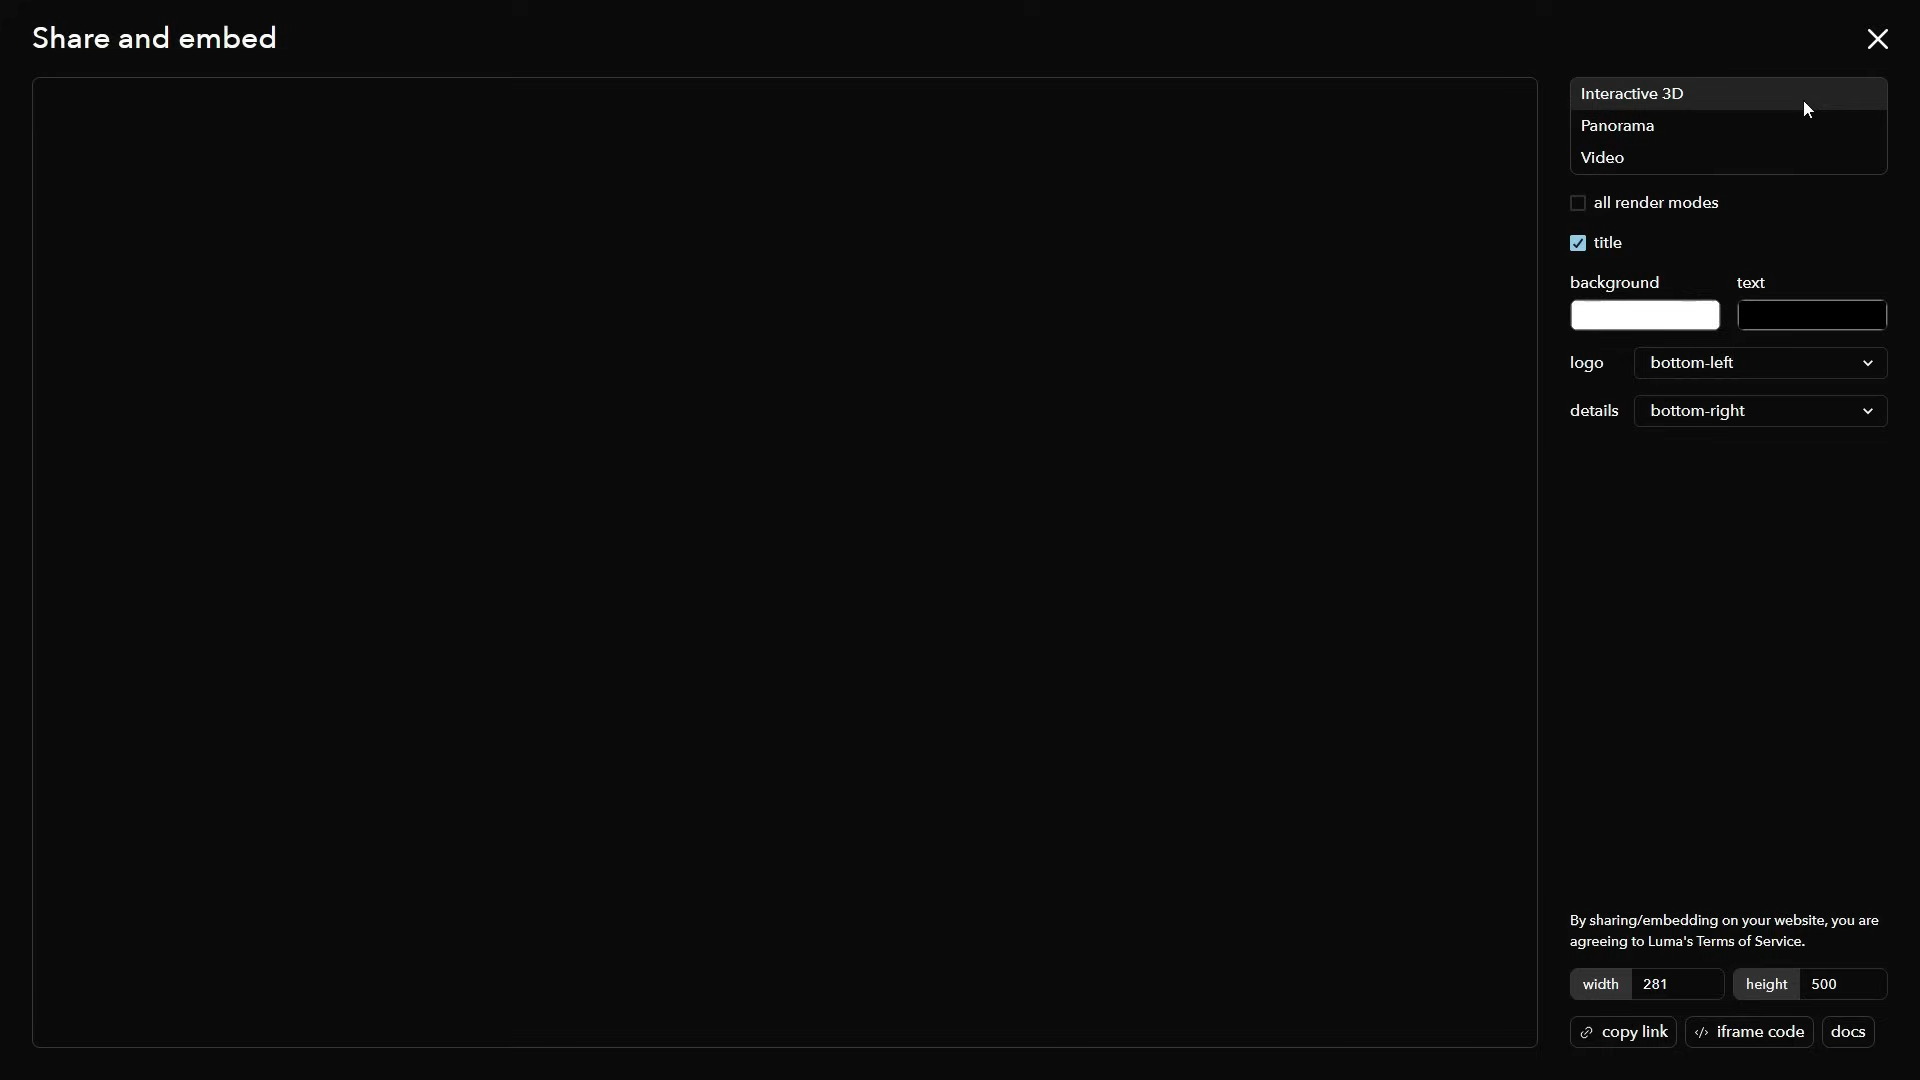 Share and embed
Interactive 3D
Panorama
Video
all render modes
title
background text
logo bottom-left
details bottom-right
By sharing/embedding on your website, you are
agreeing to Luma's Terms of Service.
width 281 height 500
copy link </> iframe code docs